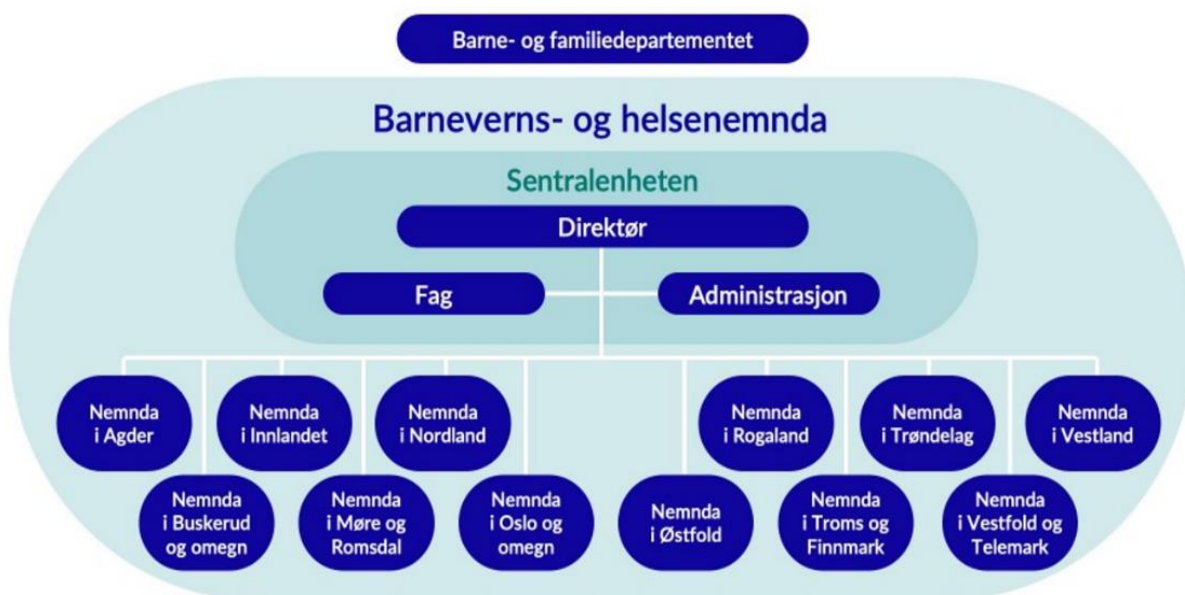 Barne- og familiedepartementet
Barneverns- og helsenemnda
Sentralenheten
Direktør
Fag
Administrasjon
Nemnda
i Agder
Nemnda
i Innlandet
Nemnda
i Nordland
Nemnda
i Rogaland
Nemnda
i Trøndelag
Nemnda
i Vestland
Nemnda
i Buskerud
og omegn
Nemnda
i Møre og
Romsdal
Nemnda
i Oslo og
omegn
Nemnda
i Østfold
Nemnda
i Troms og
Finnmark
Nemnda
i Vestfold og
Telemark